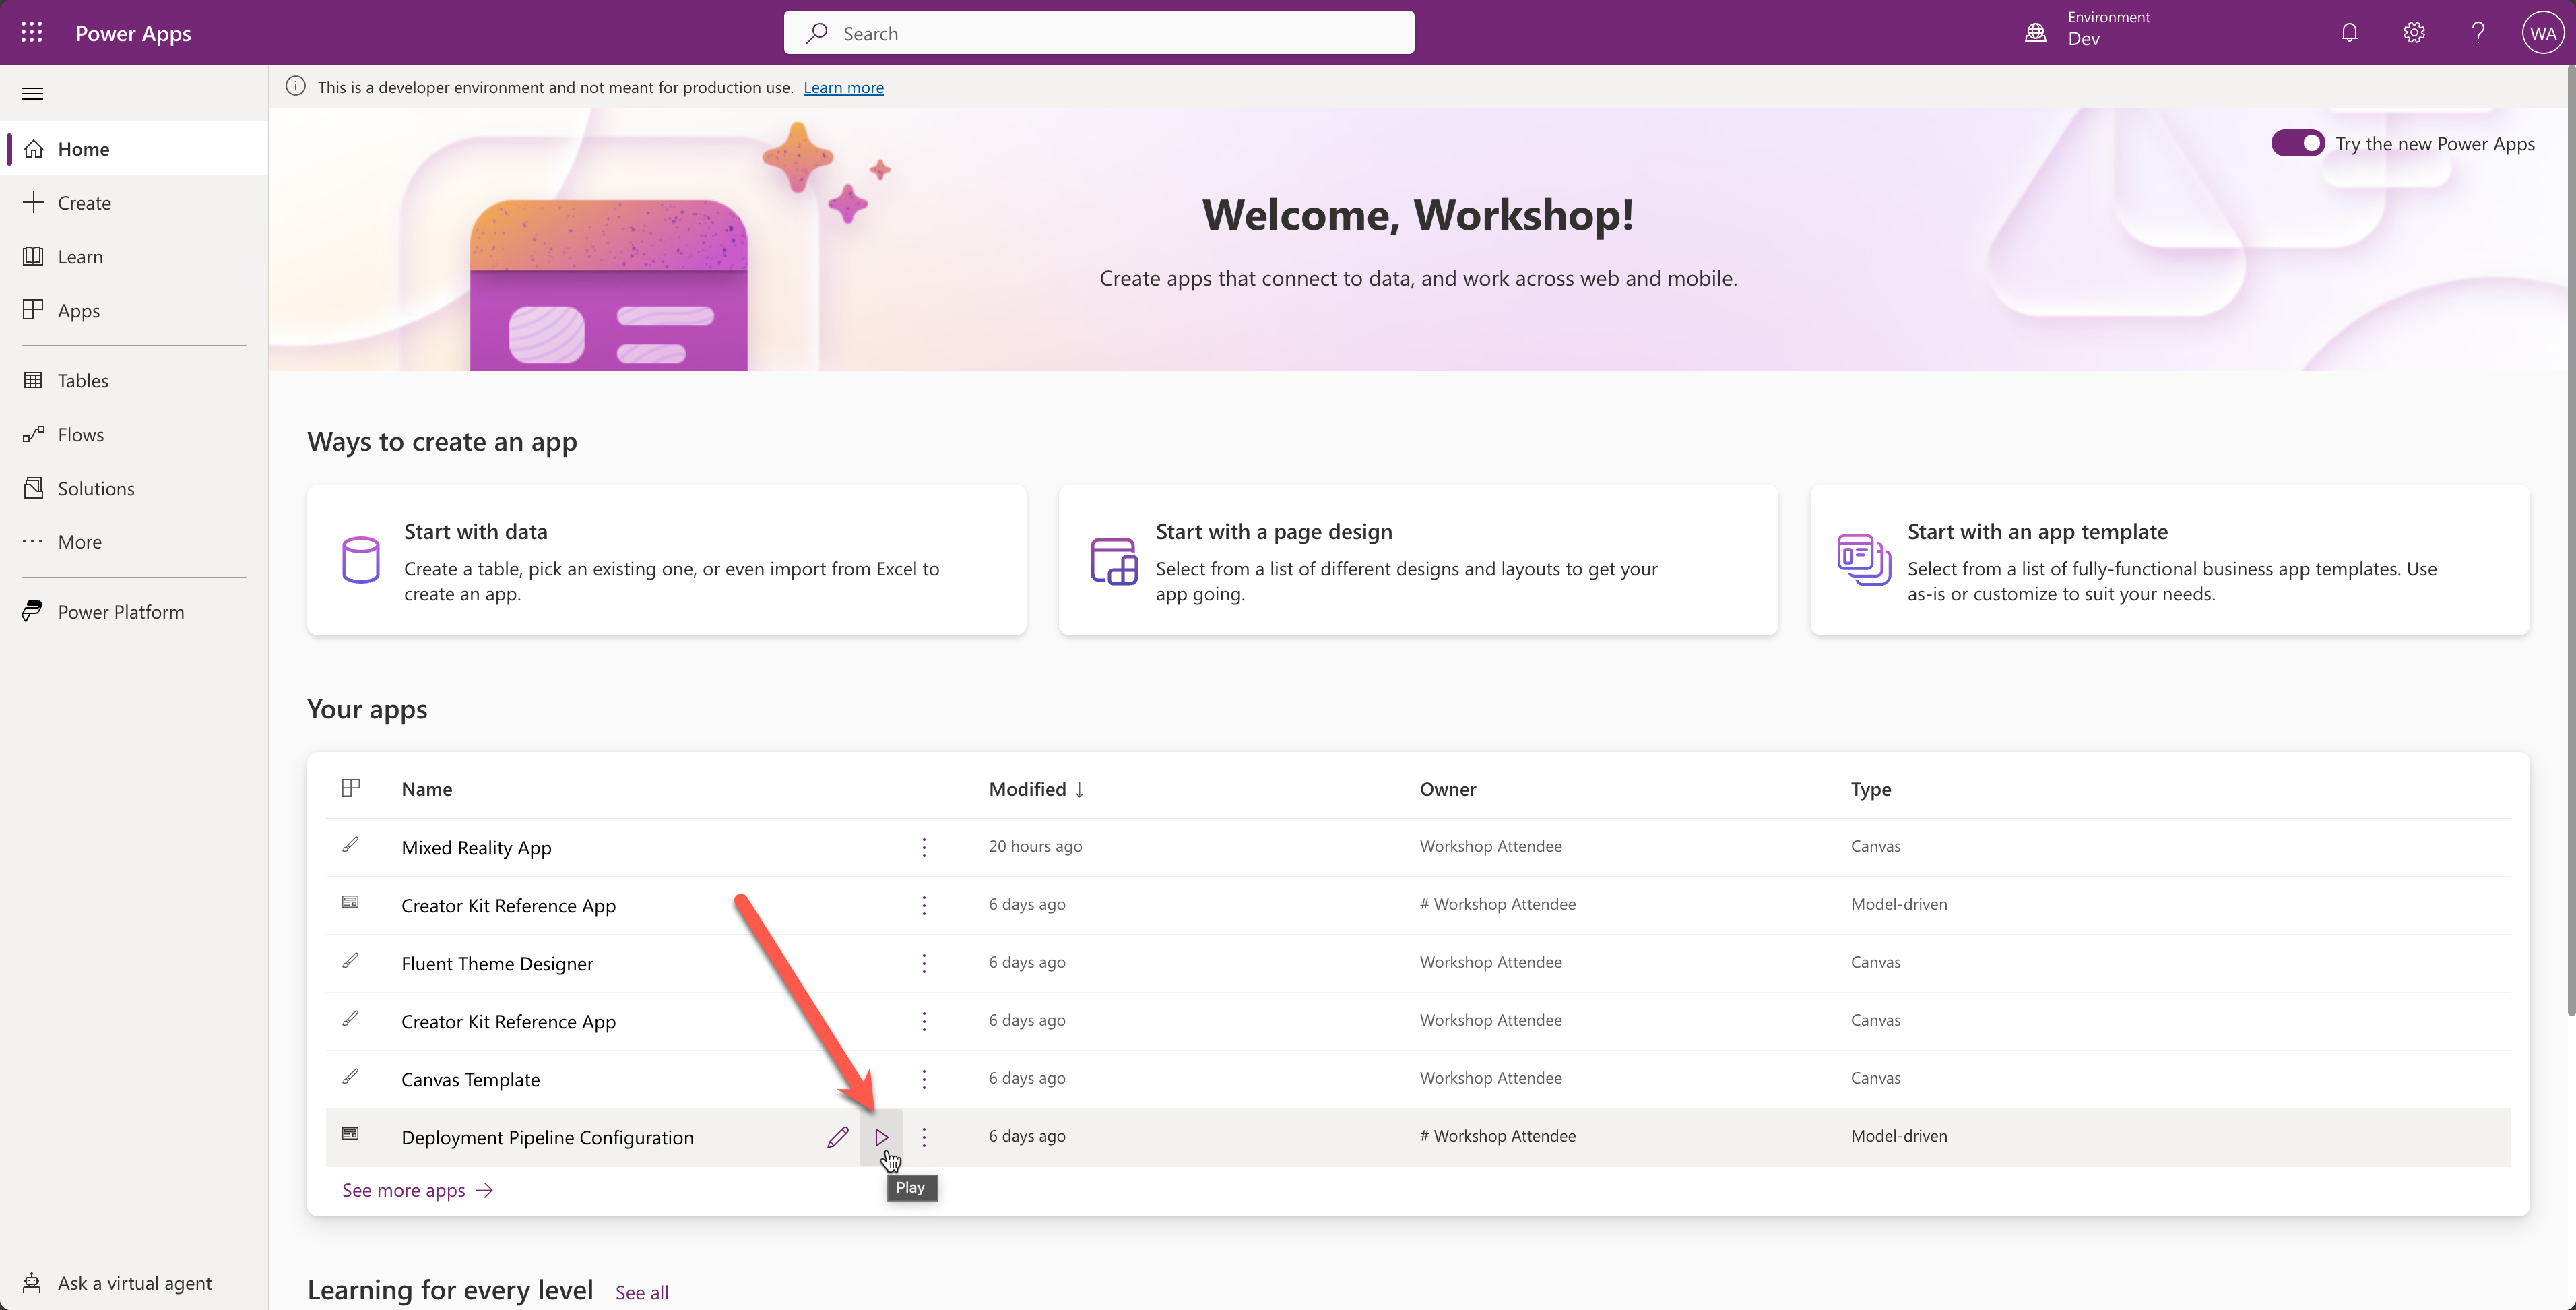 Power Apps
Search
Environment
Dev
WA
This is a developer environment and not meant for production use. Learn more
Home
Create
Learn
Apps
Tables
Flows
Solutions
More
Power Platform
Ask a virtual agent
Try the new Power Apps
Welcome, Workshop!
Create apps that connect to data, and work across web and mobile.
Ways to create an app
Start with data
Create a table, pick an existing one, or even import from Excel to
create an app.
Start with a page design
Select from a list of different designs and layouts to get your
app going.
Start with an app template
Select from a list of fully-functional business app templates. Use
as-is or customize to suit your needs.
Your apps
Name Modified ↓ Owner Type
Mixed Reality App 20 hours ago Workshop Attendee Canvas
Creator Kit Reference App 6 days ago # Workshop Attendee Model-driven
Fluent Theme Designer 6 days ago Workshop Attendee Canvas
Creator Kit Reference App 6 days ago Workshop Attendee Canvas
Canvas Template 6 days ago Workshop Attendee Canvas
Deployment Pipeline Configuration 6 days ago # Workshop Attendee Model-driven
Play
See more apps →
Learning for every level See all